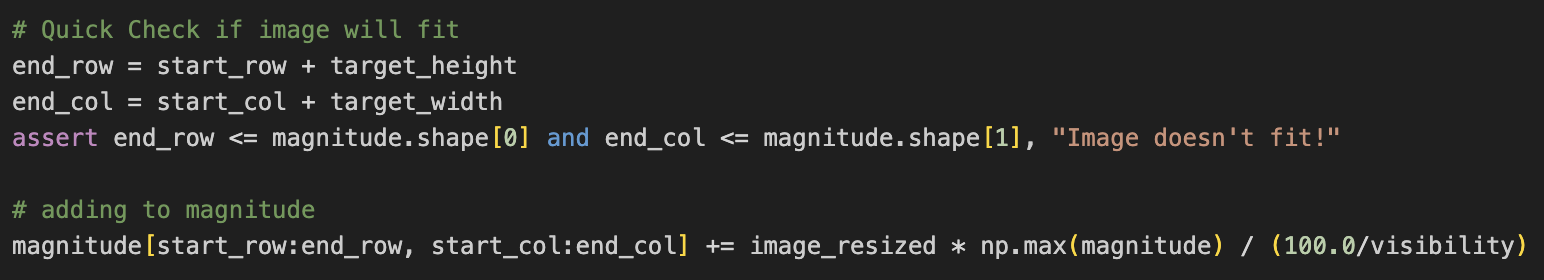 # Quick Check if image will fit
end_row = start_row + target_height
end_col = start_col + target_width
assert end_row <= magnitude.shape[0] and end_col <= magnitude.shape[1], "Image doesn't fit!"
# adding to magnitude
magnitude[start_row:end_row, start_col:end_col] += image_resized * np.max(magnitude) / (100.0/visibility)